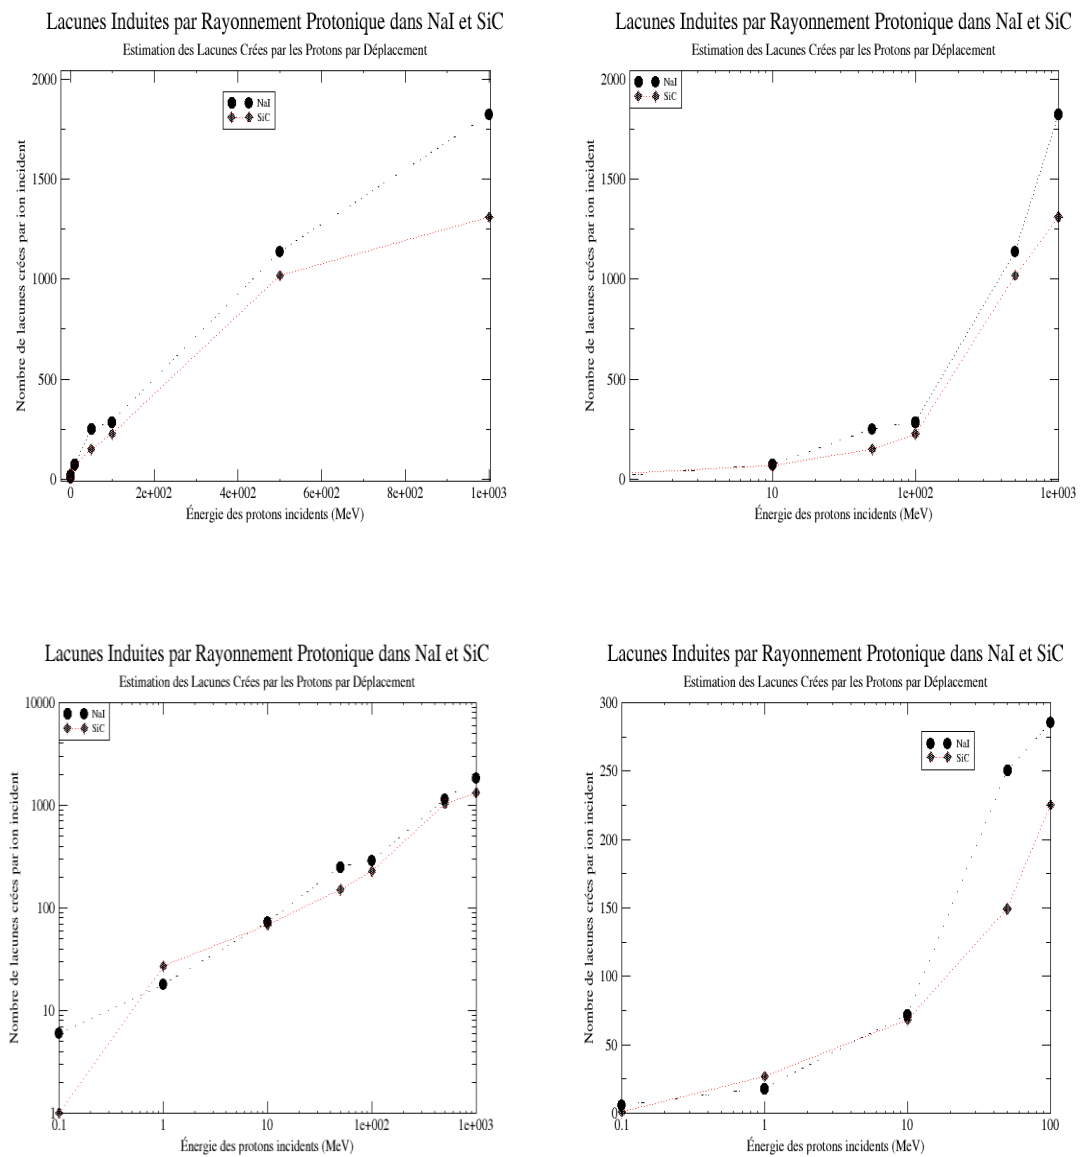 Lacunes Induites par Rayonnement Protonique dans NaI et SiC
Estimation des Lacunes Crées par les Protons par Déplacement
2000
1500
1000
500
0
Nombre de lacunes crées par ion incident
NaI
SiC
0 2e+002 4e+002 6e+002 8e+002 1e+003
Énergie des protons incidents (MeV)
Lacunes Induites par Rayonnement Protonique dans NaI et SiC
Estimation des Lacunes Crées par les Protons par Déplacement
2000
1500
1000
500
0
Nombre de lacunes crées par ion incident
NaI
SiC
10 1e+002 1e+003
Énergie des protons incidents (MeV)
Lacunes Induites par Rayonnement Protonique dans NaI et SiC
Estimation des Lacunes Crées par les Protons par Déplacement
10000
1000
100
10
1
Nombre de lacunes crées par ion incident
NaI
SiC
0.1 1 10 1e+002 1e+003
Énergie des protons incidents (MeV)
Lacunes Induites par Rayonnement Protonique dans NaI et SiC
Estimation des Lacunes Crées par les Protons par Déplacement
300
250
200
150
100
50
0
Nombre de lacunes crées par ion incident
NaI
SiC
0.1 1 10 100
Énergie des protons incidents (MeV)